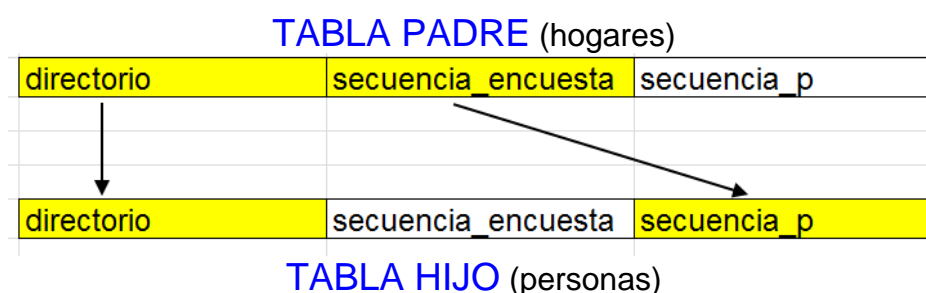 TABLA PADRE (hogares)
directorio secuencia_encuesta secuencia_p
directorio secuencia_encuesta secuencia_p
TABLA HIJO (personas)